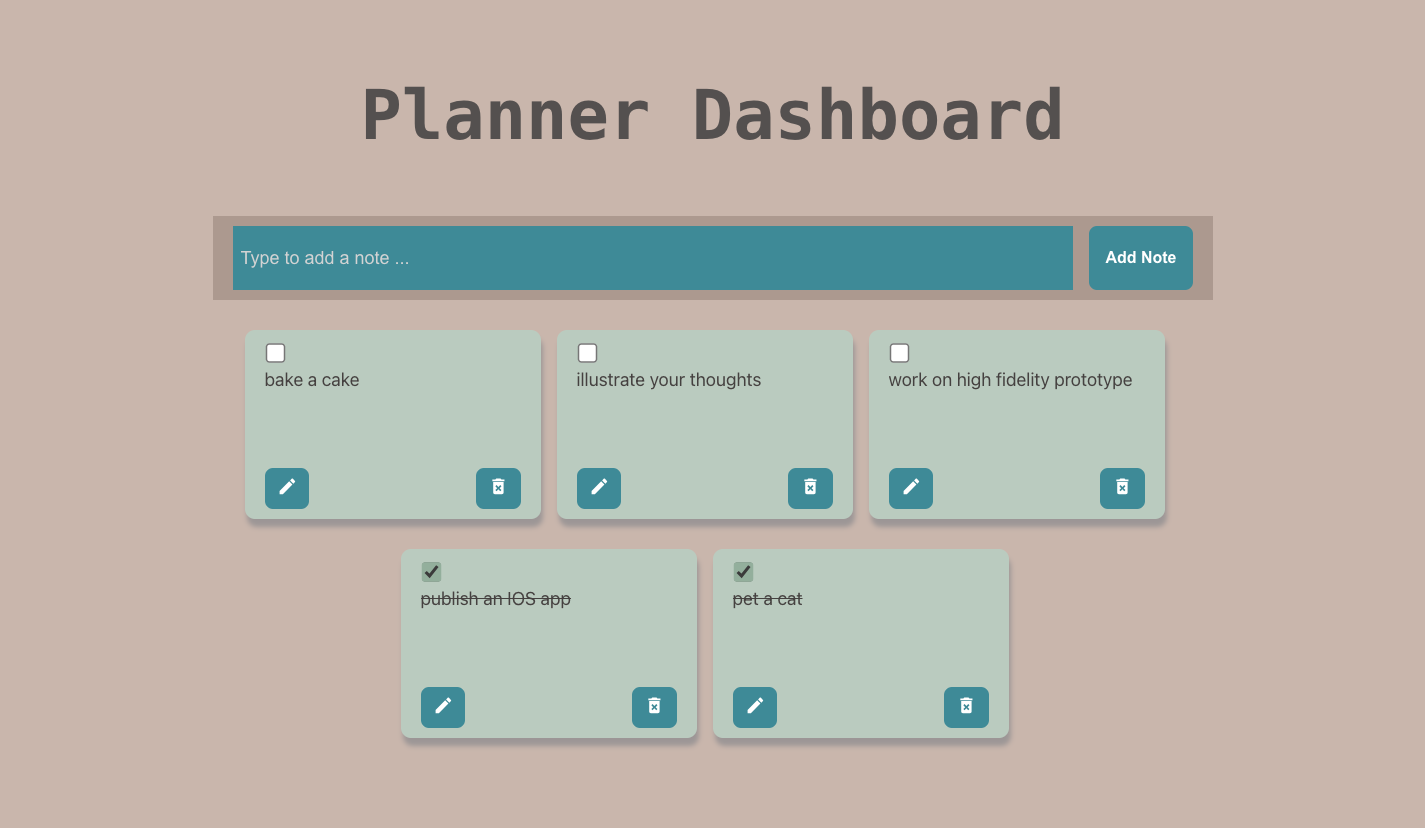 Planner Dashboard
Type to add a note ...
Add Note
bake a cake
illustrate your thoughts
work on high fidelity prototype
publish an IOS app
pet a cat